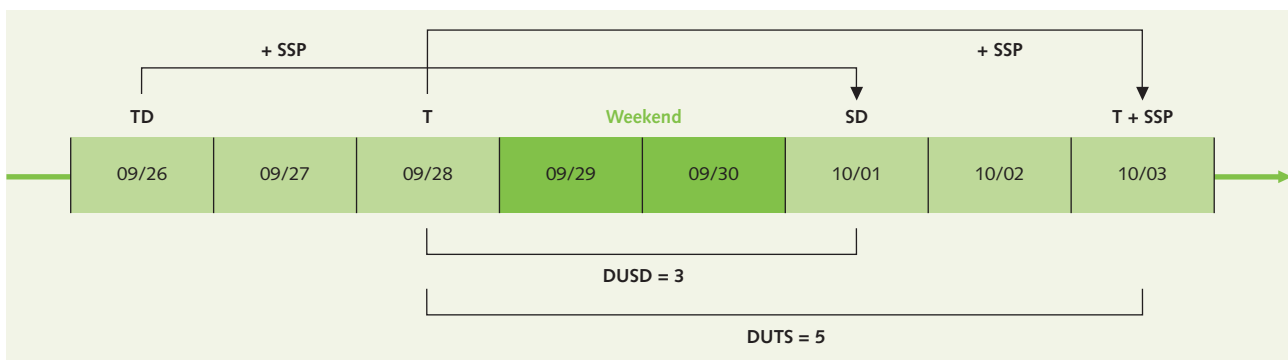 + SSP + SSP
TD T Weekend SD T + SSP
09/26 09/27 09/28 09/29 09/30 10/01 10/02 10/03
DUSD = 3
DUTS = 5